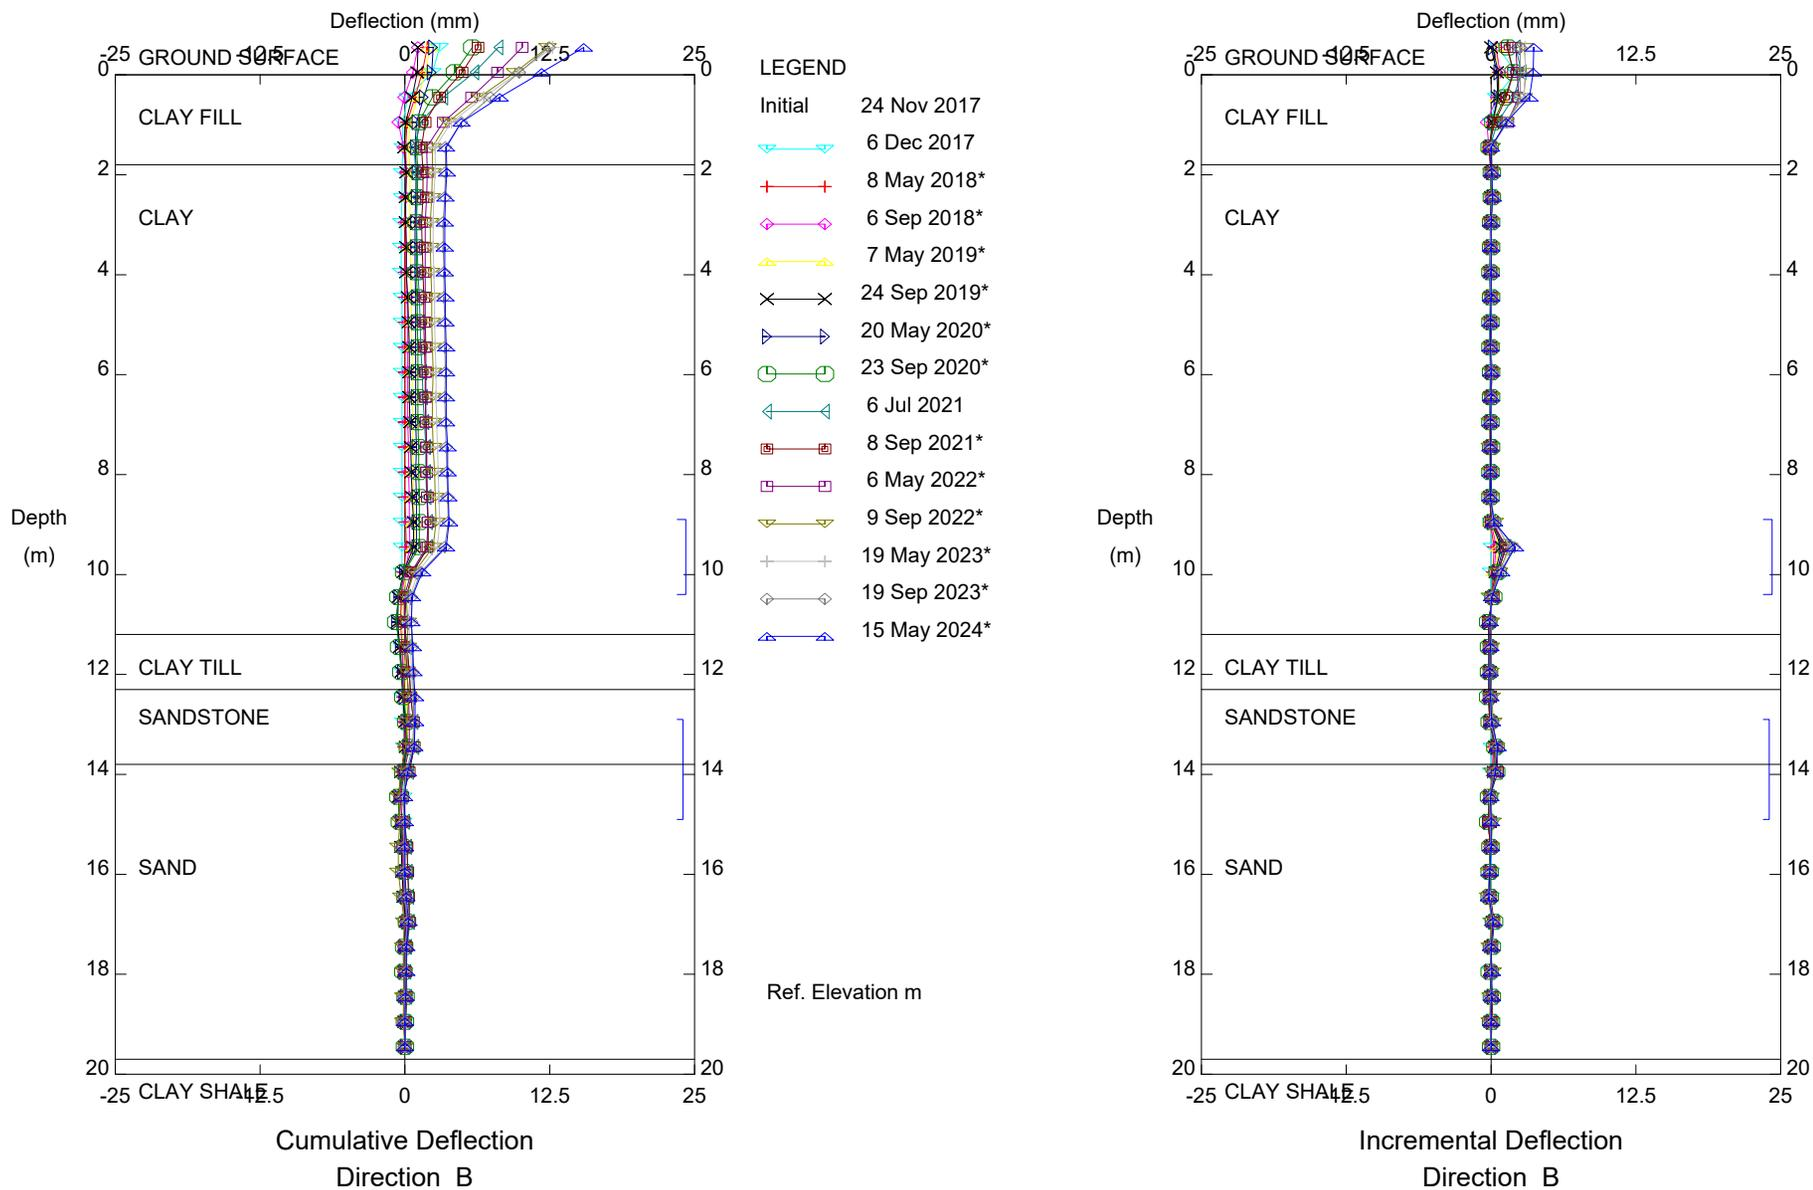 Deflection (mm)
-25 -12.5 0 12.5 25
GROUND SURFACE
0 0
CLAY FILL
2 2
CLAY
4 4
6 6
8 8
Depth
(m)
10 10
CLAY TILL
12 12
SANDSTONE
14 14
SAND
16 16
18 18
20 20
CLAY SHALE
-25 -12.5 0 12.5 25
Cumulative Deflection
Direction B
LEGEND
Initial 24 Nov 2017
6 Dec 2017
8 May 2018*
6 Sep 2018*
7 May 2019*
24 Sep 2019*
20 May 2020*
23 Sep 2020*
6 Jul 2021
8 Sep 2021*
6 May 2022*
9 Sep 2022*
19 May 2023*
19 Sep 2023*
15 May 2024*
Ref. Elevation m
Deflection (mm)
-25 -12.5 0 12.5 25
GROUND SURFACE
0 0
CLAY FILL
2 2
CLAY
4 4
6 6
8 8
Depth
(m)
10 10
CLAY TILL
12 12
SANDSTONE
14 14
SAND
16 16
18 18
20 20
CLAY SHALE
-25 -12.5 0 12.5 25
Incremental Deflection
Direction B